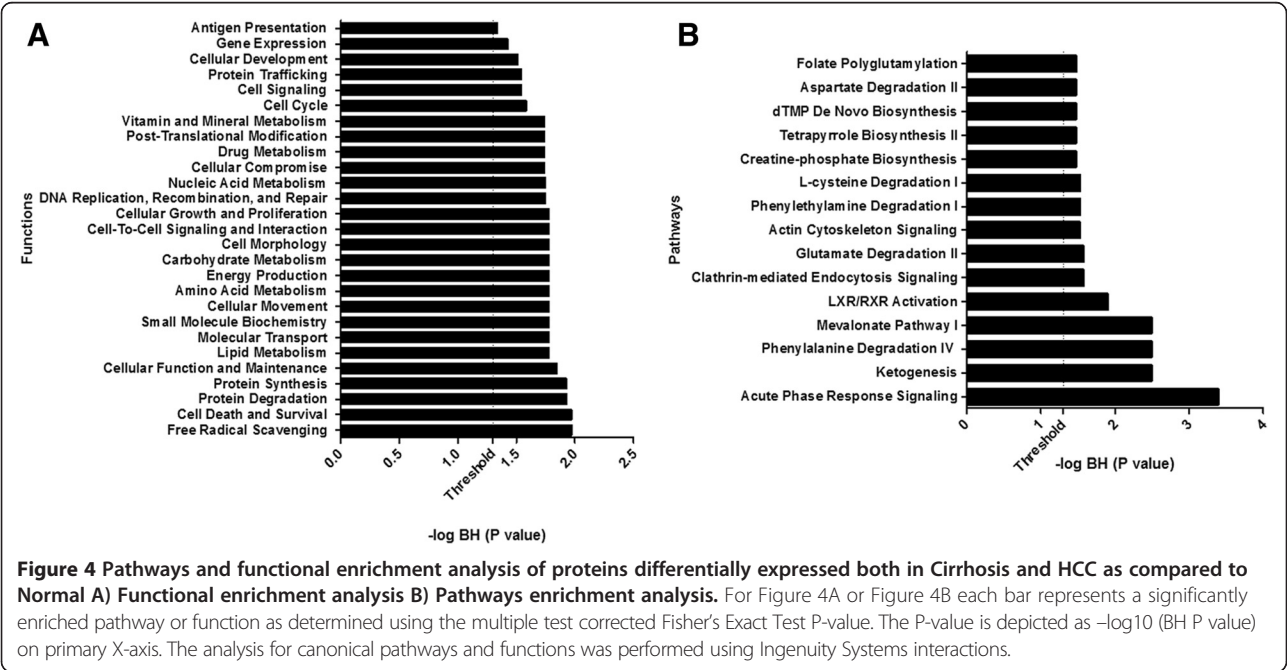 A
Functions
Antigen Presentation
Gene Expression
Cellular Development
Protein Trafficking
Cell Signaling
Cell Cycle
Vitamin and Mineral Metabolism
Post-Translational Modification
Drug Metabolism
Cellular Compromise
Nucleic Acid Metabolism
DNA Replication, Recombination, and Repair
Cellular Growth and Proliferation
Cell-To-Cell Signaling and Interaction
Cell Morphology
Carbohydrate Metabolism
Energy Production
Amino Acid Metabolism
Cellular Movement
Small Molecule Biochemistry
Molecular Transport
Lipid Metabolism
Cellular Function and Maintenance
Protein Synthesis
Protein Degradation
Cell Death and Survival
Free Radical Scavenging
0.0 0.5 1.0 Threshold 1.5 2.0 2.5
-log BH (P value)
B
Pathways
Folate Polyglutamylation
Aspartate Degradation II
dTMP De Novo Biosynthesis
Tetrapyrrole Biosynthesis II
Creatine-phosphate Biosynthesis
L-cysteine Degradation I
Phenylethylamine Degradation I
Actin Cytoskeleton Signaling
Glutamate Degradation II
Clathrin-mediated Endocytosis Signaling
LXR/RXR Activation
Mevalonate Pathway I
Phenylalanine Degradation IV
Ketogenesis
Acute Phase Response Signaling
0 1 Threshold 2 3 4
-log BH (P value)
Figure 4 Pathways and functional enrichment analysis of proteins differentially expressed both in Cirrhosis and HCC as compared to
Normal A) Functional enrichment analysis B) Pathways enrichment analysis. For Figure 4A or Figure 4B each bar represents a significantly
enriched pathway or function as determined using the multiple test corrected Fisher's Exact Test P-value. The P-value is depicted as –log10 (BH P value)
on primary X-axis. The analysis for canonical pathways and functions was performed using Ingenuity Systems interactions.